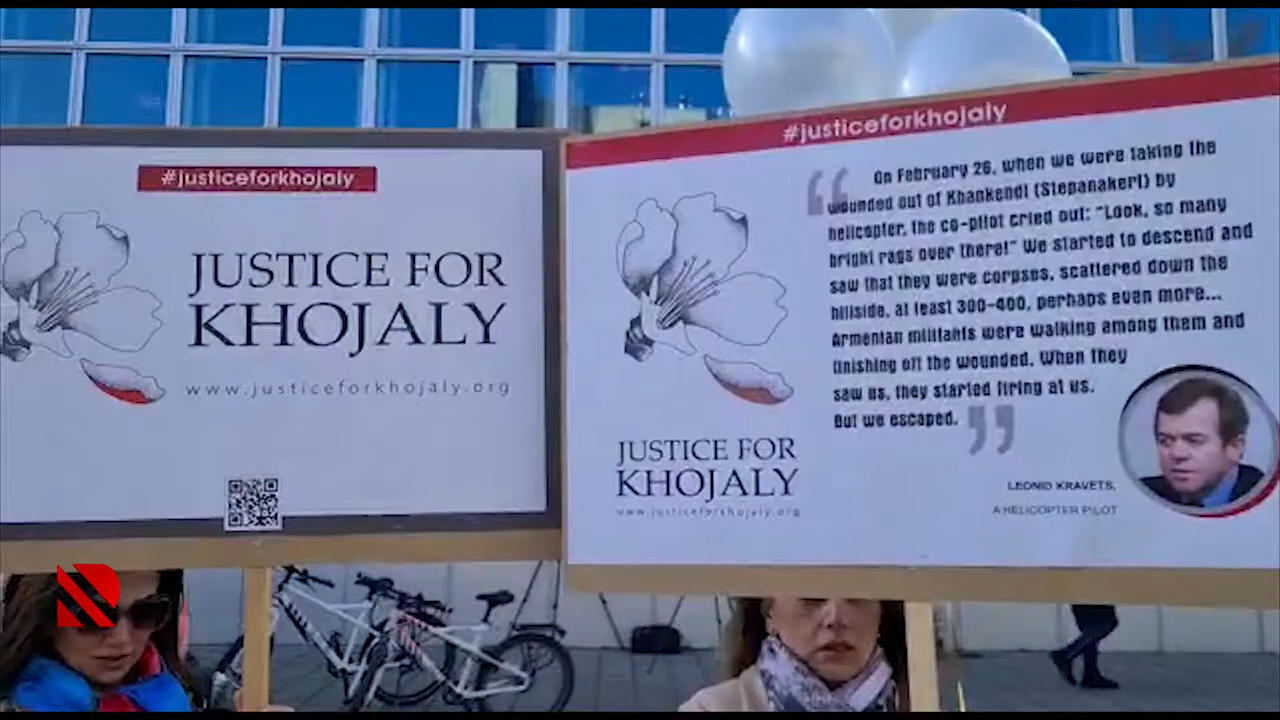 #justiceforkhojaly
JUSTICE FOR
KHOJALY
www.justiceforkhojaly.org
#justiceforkhojaly
On February 26, when we were taking the
wounded out of Khankendi (Stepanakert) by
helicopter, the co-pilot cried out: "Look, so many
bright rags over there!" We started to descend and
saw that they were corpses, scattered down the
hillside, at least 300-400, perhaps even more...
Armenian militants were walking among them and
finishing off the wounded. When they
saw us, they started firing at us.
But we escaped.
LEONID KRAVETS,
A HELICOPTER PILOT
JUSTICE FOR
KHOJALY
www.justiceforkhojaly.org